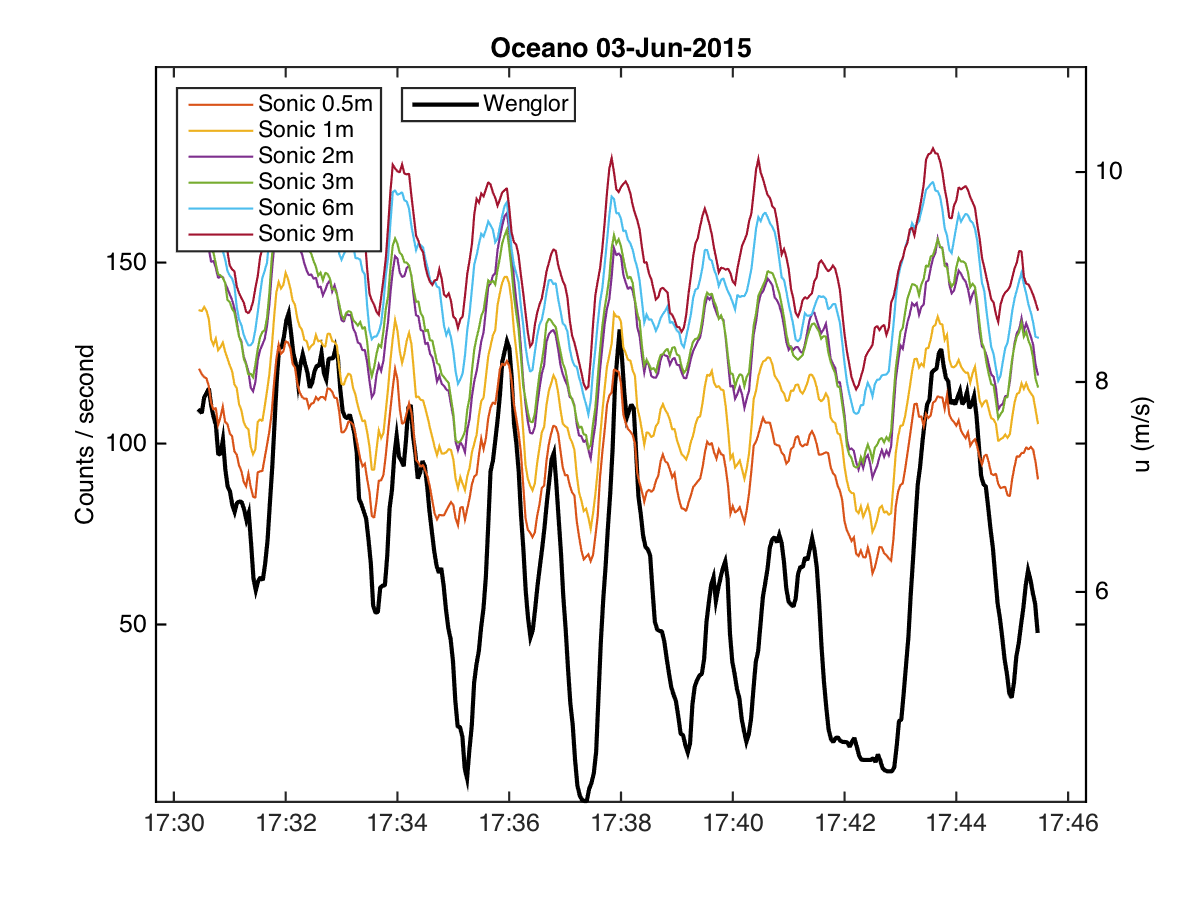 Oceano 03-Jun-2015
Sonic 0.5m
Sonic 1m
Sonic 2m
Sonic 3m
Sonic 6m
Sonic 9m
Wenglor
150
100
50
Counts / second
10
8
6
u (m/s)
17:30 17:32 17:34 17:36 17:38 17:40 17:42 17:44 17:46